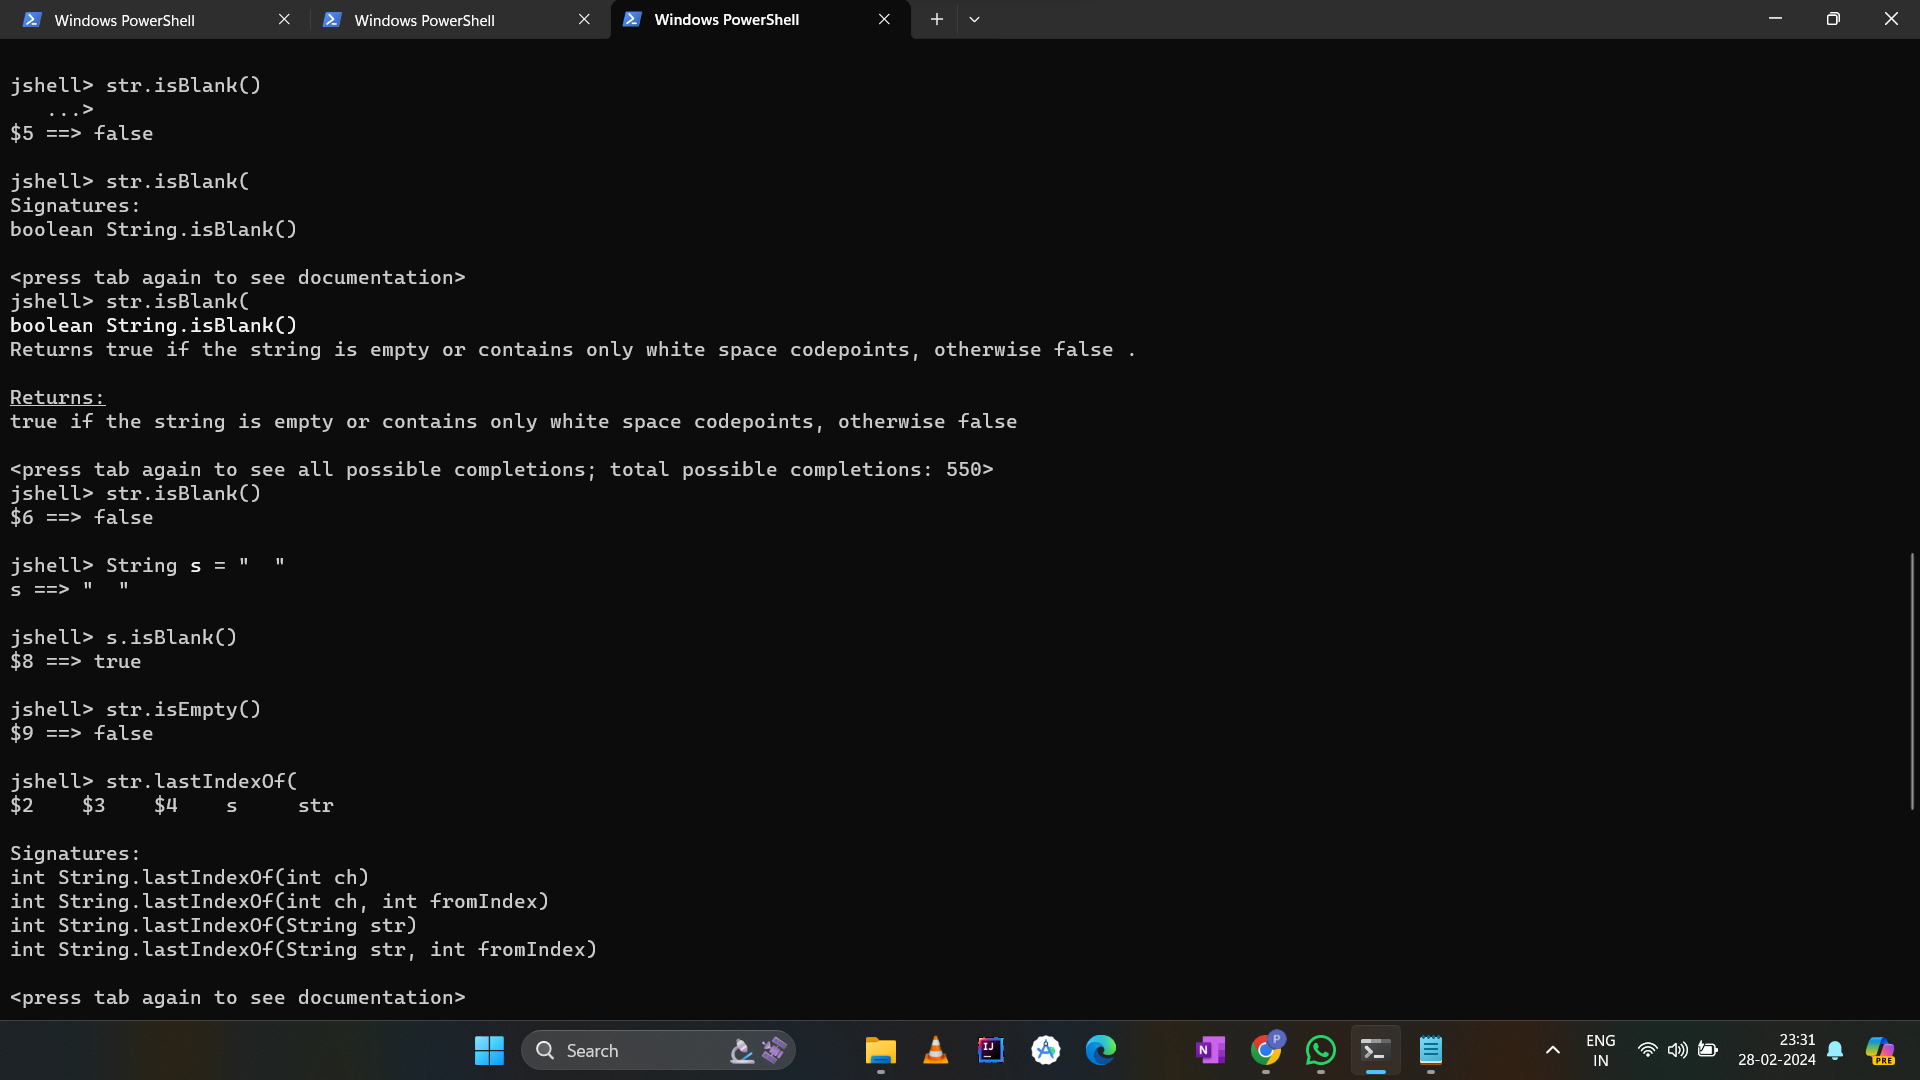 Windows PowerShell
Windows PowerShell
Windows PowerShell
jshell> str.isBlank()
   ...>
$5 ==> false
jshell> str.isBlank(
Signatures:
boolean String.isBlank()
<press tab again to see documentation>
jshell> str.isBlank(
boolean String.isBlank()
Returns true if the string is empty or contains only white space codepoints, otherwise false .
Returns:
true if the string is empty or contains only white space codepoints, otherwise false
<press tab again to see all possible completions; total possible completions: 550>
jshell> str.isBlank()
$6 ==> false
jshell> String s = "  "
s ==> "  "
jshell> s.isBlank()
$8 ==> true
jshell> str.isEmpty()
$9 ==> false
jshell> str.lastIndexOf(
$2    $3    $4    s     str
Signatures:
int String.lastIndexOf(int ch)
int String.lastIndexOf(int ch, int fromIndex)
int String.lastIndexOf(String str)
int String.lastIndexOf(String str, int fromIndex)
<press tab again to see documentation>
Search
IJ
N
P
ENG
IN
23:31
28-02-2024
PRE